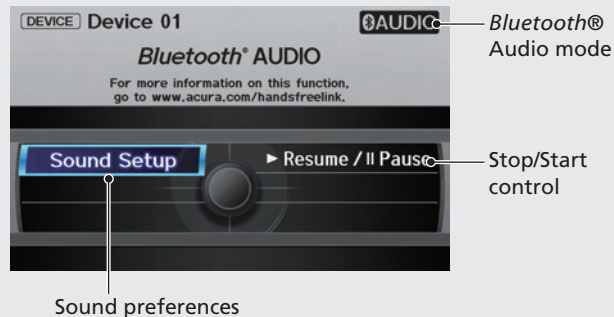 DEVICE Device 01
AUDIO
Bluetooth®
Audio mode
Bluetooth® AUDIO
For more information on this function,
go to www.acura.com/handsfreelink.
Sound Setup
► Resume / II Pause
Stop/Start
control
Sound preferences